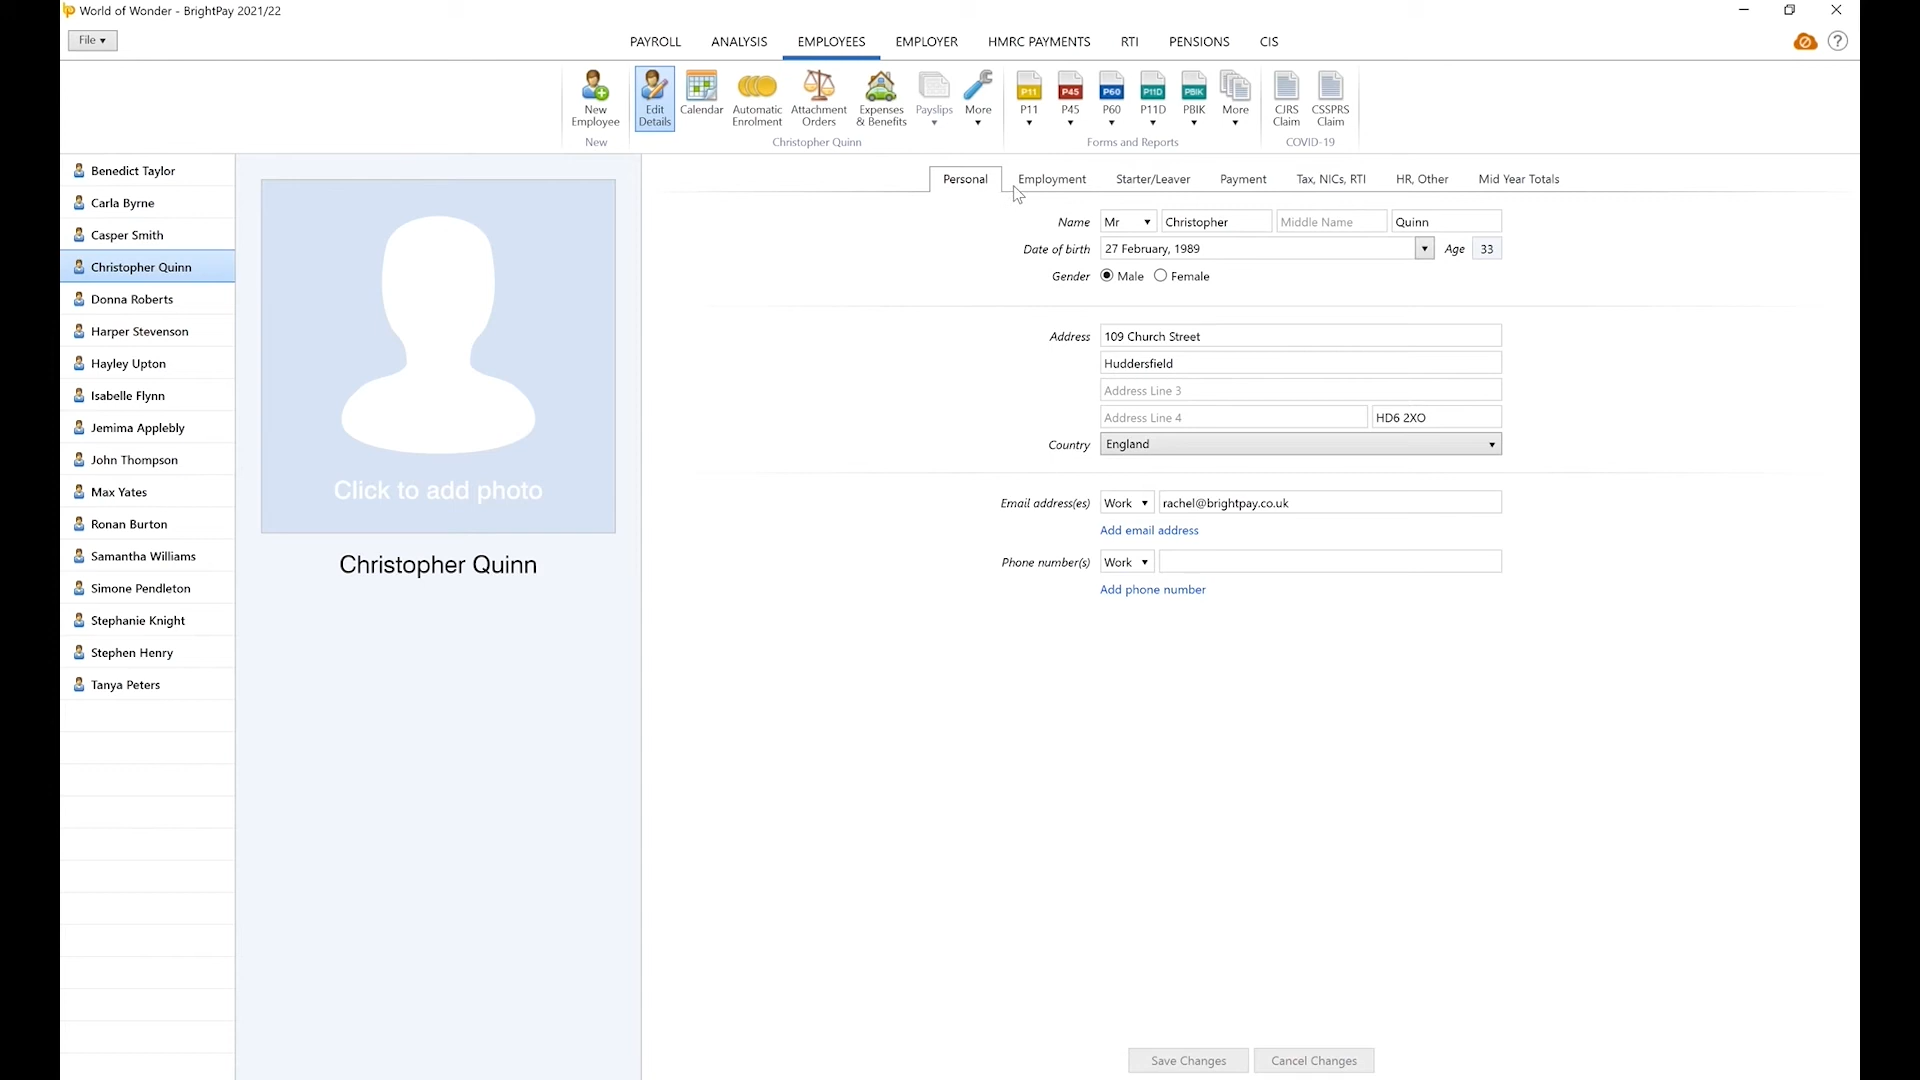 World of Wonder - BrightPay 2021/22
File
PAYROLL ANALYSIS EMPLOYEES EMPLOYER HMRC PAYMENTS RTI PENSIONS CIS
?
New Employee
Edit Details
Calendar
Automatic Enrolment
Attachment Orders
Expenses & Benefits
Payslips
More
P11 P45 P60 P11D PBIK
P11 P45 P60 P11D PBIK More
CJRS Claim
CSSPRS Claim
New Christopher Quinn Forms and Reports COVID-19
Benedict Taylor
Carla Byrne
Casper Smith
Christopher Quinn
Donna Roberts
Harper Stevenson
Hayley Upton
Isabelle Flynn
Jemima Applebly
John Thompson
Max Yates
Ronan Burton
Samantha Williams
Simone Pendleton
Stephanie Knight
Stephen Henry
Tanya Peters
Click to add photo
Christopher Quinn
Personal Employment Starter/Leaver Payment Tax, NICs, RTI HR, Other Mid Year Totals
Name Mr Christopher Middle Name Quinn
Date of birth 27 February, 1989 Age 33
Gender Male Female
Address 109 Church Street
Huddersfield
Address Line 3
Address Line 4 HD6 2XO
Country England
Email address(es) Work rachel@brightpay.co.uk
Add email address
Phone number(s) Work
Add phone number
Save Changes Cancel Changes